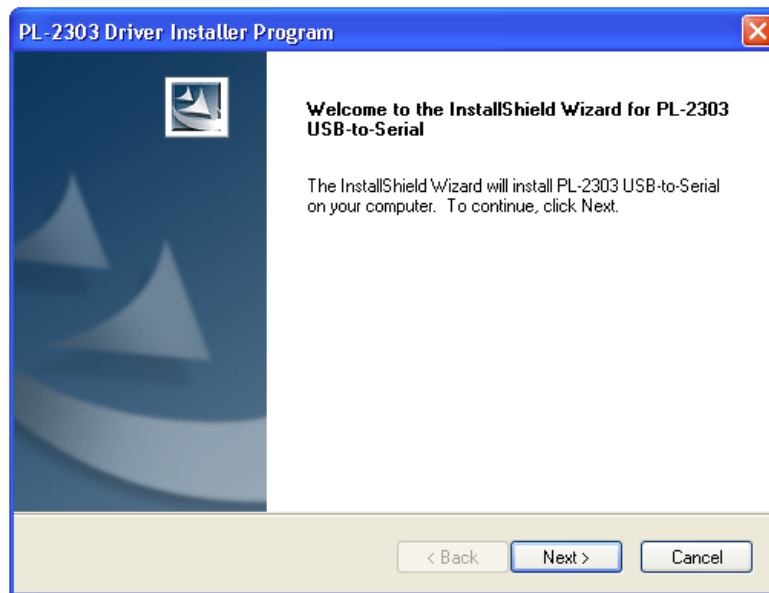 PL-2303 Driver Installer Program
Welcome to the InstallShield Wizard for PL-2303
USB-to-Serial
The InstallShield Wizard will install PL-2303 USB-to-Serial
on your computer. To continue, click Next.
< Back
Next >
Cancel